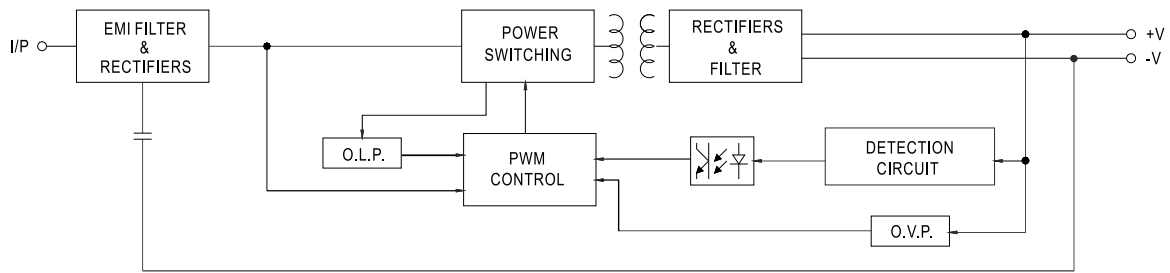 I/P
EMI FILTER
&
RECTIFIERS
POWER
SWITCHING
RECTIFIERS
&
FILTER
+V
-V
O.L.P.
PWM
CONTROL
DETECTION
CIRCUIT
O.V.P.